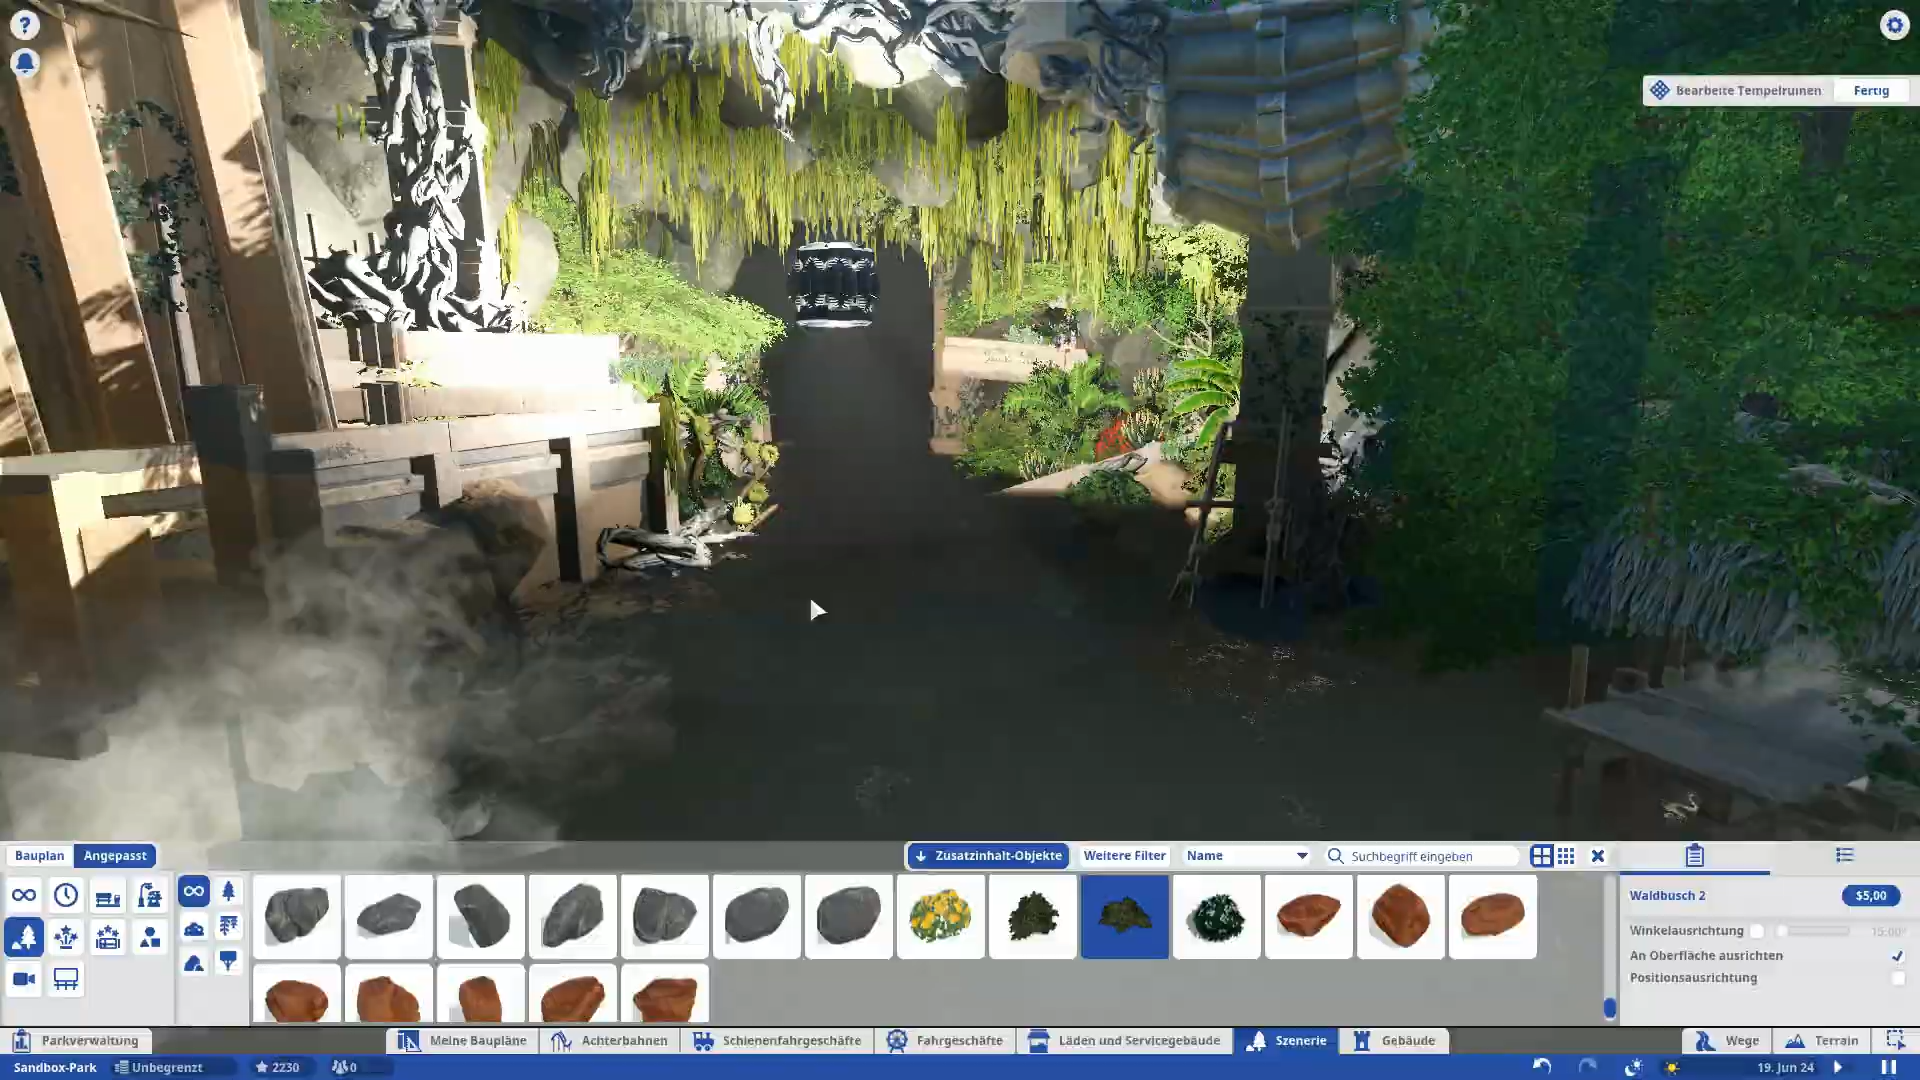 ?
Bearbeite Tempelruinen
Fertig
Bauplan
Angepasst
Zusatzinhalt-Objekte
Weitere Filter
Name
Suchbegriff eingeben
Waldbusch 2
$5,00
Winkelausrichtung
15:00°
An Oberfläche ausrichten
Positionsausrichtung
Parkverwaltung
Meine Baupläne
Achterbahnen
Schienenfahrgeschäfte
Fahrgeschäfte
Läden und Servicegebäude
Szenerie
Gebäude
Wege
Terrain
Sandbox-Park
Unbegrenzt
2230
0
19. Jun 24